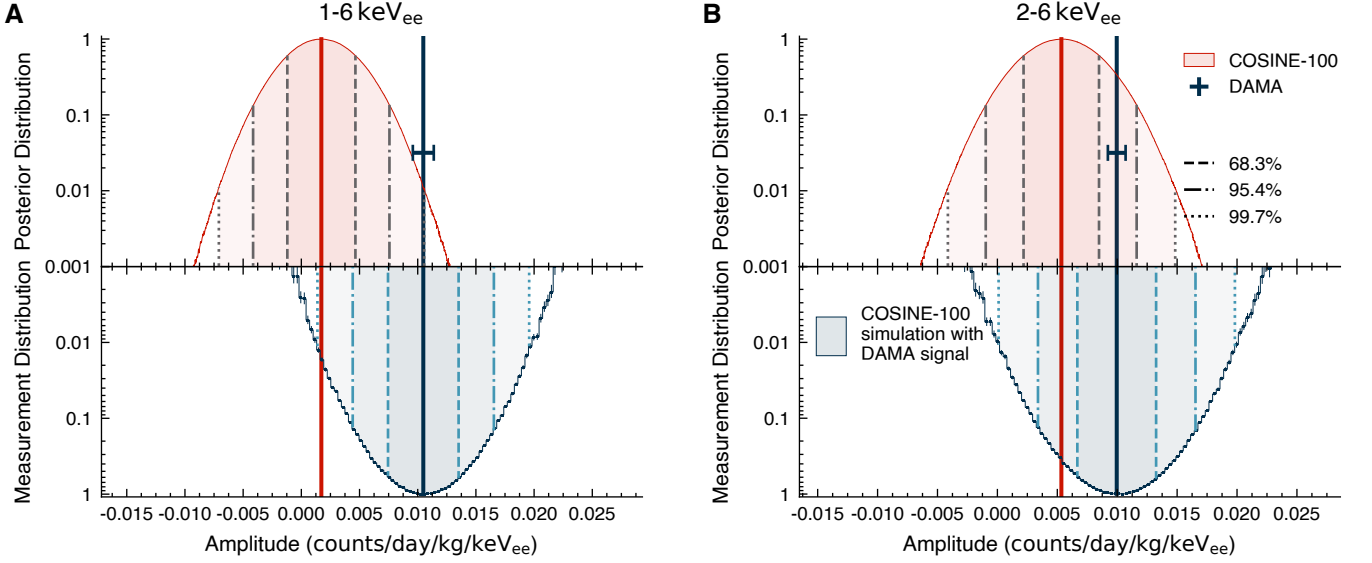 A
1-6 keVee
Posterior Distribution
1
0.1
0.01
0.001
Measurement Distribution
0.01
0.1
1
-0.015 -0.010 -0.005 0.000 0.005 0.010 0.015 0.020 0.025
Amplitude (counts/day/kg/keVee)
B
2-6 keVee
Posterior Distribution
1
0.1
0.01
0.001
COSINE-100
DAMA
68.3%
95.4%
99.7%
Measurement Distribution
0.01
0.1
1
COSINE-100
simulation with
DAMA signal
-0.015 -0.010 -0.005 0.000 0.005 0.010 0.015 0.020 0.025
Amplitude (counts/day/kg/keVee)